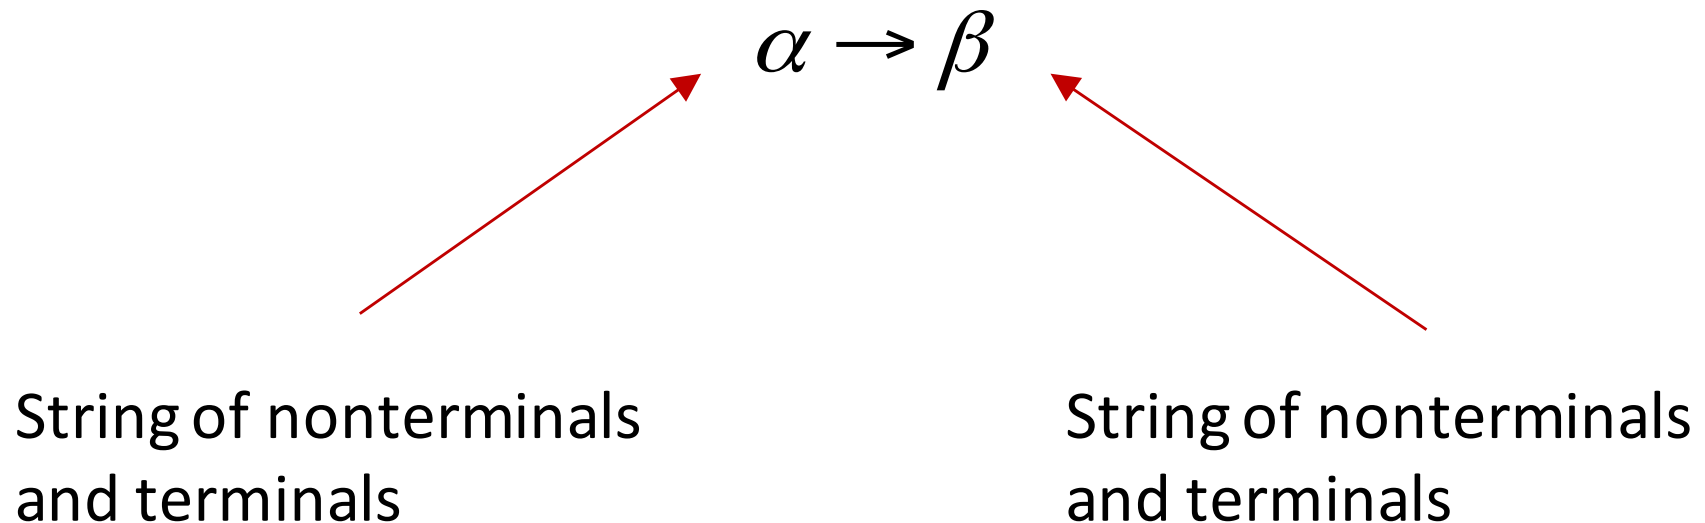 α → β
String of nonterminals String of nonterminals
and terminals and terminals